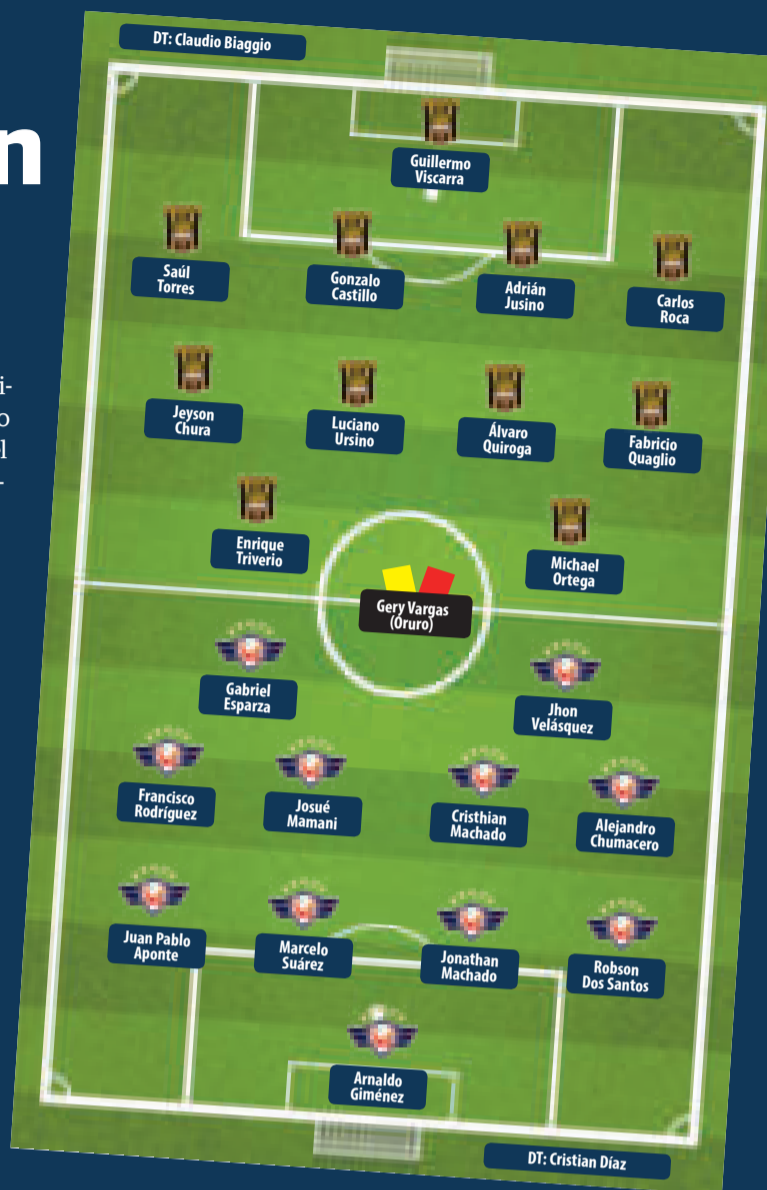 DT: Claudio Biaggio
n
Guillermo
Viscarra
Saúl
Torres
Gonzalo
Castillo
Adrián
Jusino
Carlos
Roca
i-
o
l
-
Jeyson
Chura
Luciano
Ursino
Álvaro
Quiroga
Fabricio
Quaglio
Enrique
Triverio
Michael
Ortega
Gery Vargas
(Oruro)
Gabriel
Esparza
Jhon
Velásquez
Francisco
Rodríguez
Josué
Mamani
Cristhian
Machado
Alejandro
Chumacero
Juan Pablo
Aponte
Marcelo
Suárez
Jonathan
Machado
Robson
Dos Santos
Arnaldo
Giménez
DT: Cristian Díaz